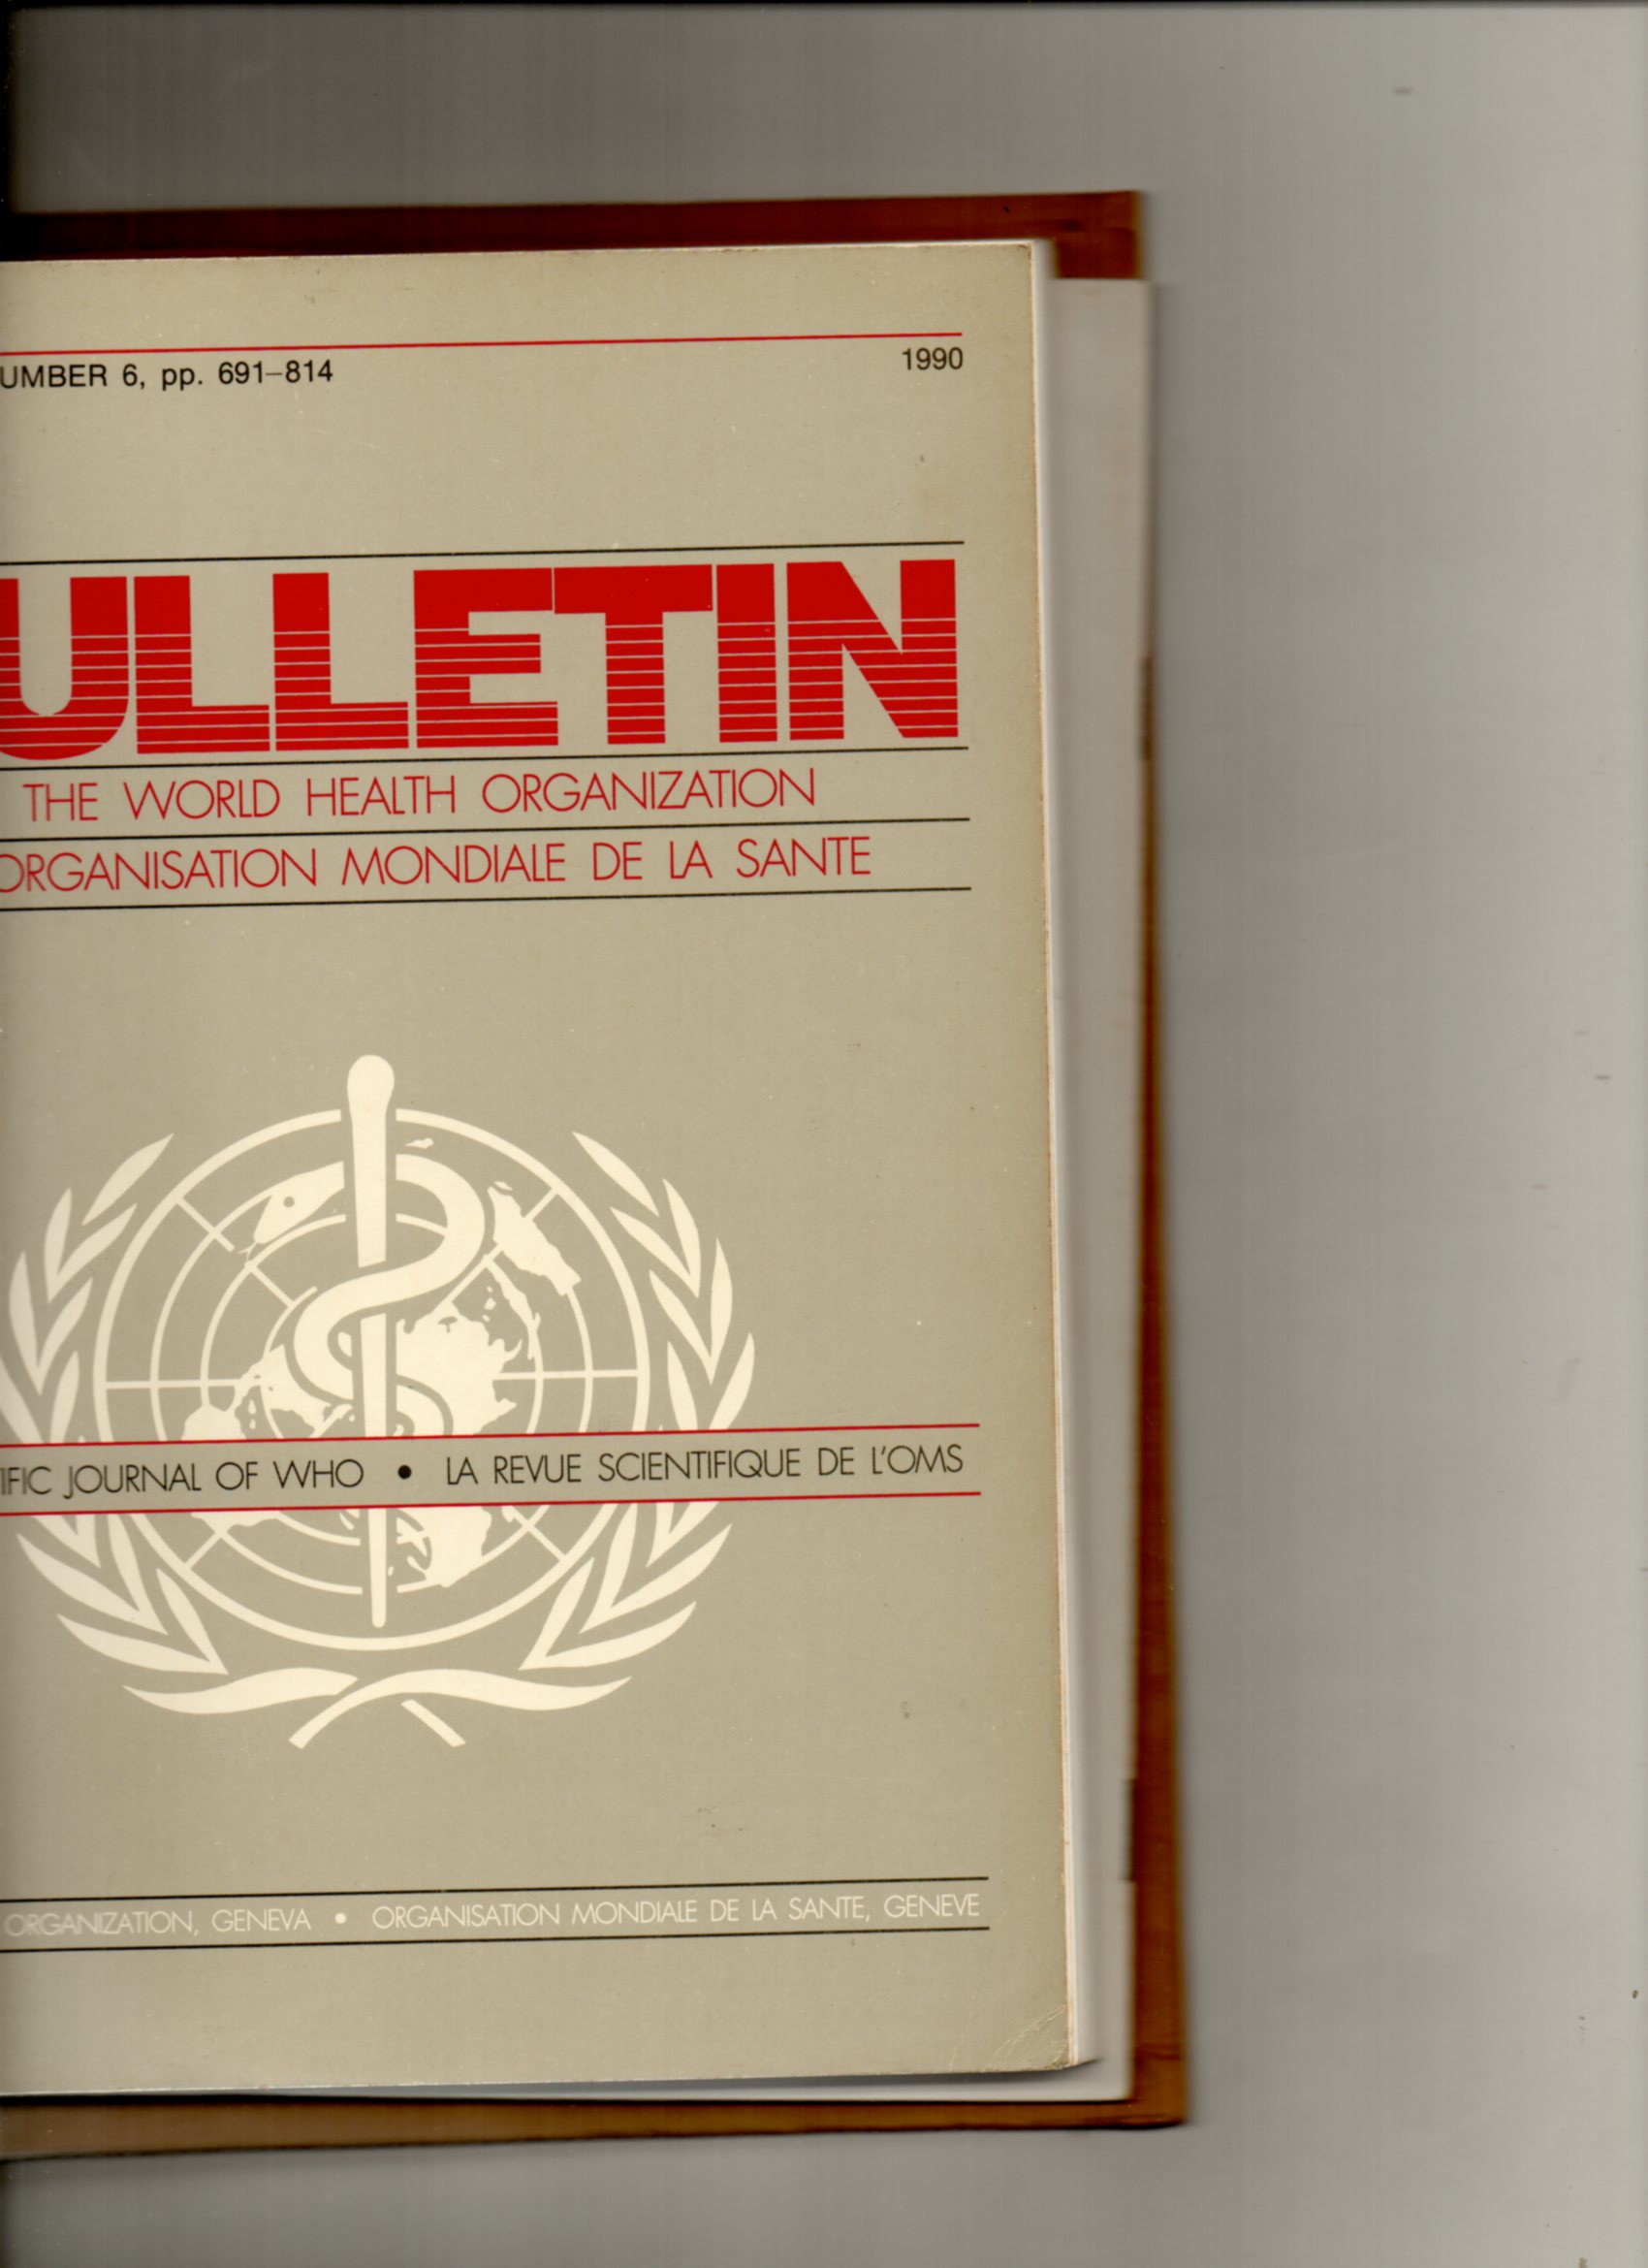 UMBER 6, pp. 691–814 1990
ULLETIN
THE WORLD HEALTH ORGANIZATION
ORGANISATION MONDIALE DE LA SANTE
IFIC JOURNAL OF WHO • LA REVUE SCIENTIFIQUE DE L'OMS
ORGANIZATION, GENEVA • ORGANISATION MONDIALE DE LA SANTE, GENEVE